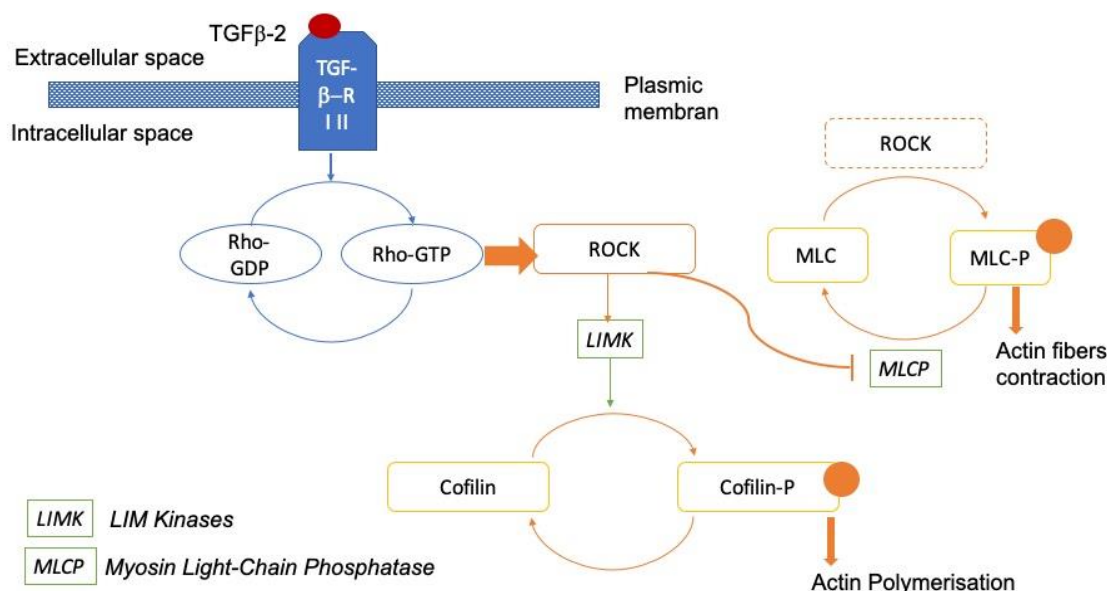 TGFβ-2
Extracellular space
TGF-
β–R
I II
Plasmic
membran
Intracellular space
ROCK
Rho-
GDP
Rho-GTP
ROCK
MLC
MLC-P
LIMK
MLCP
Actin fibers
contraction
Cofilin
Cofilin-P
LIMK LIM Kinases
MLCP Myosin Light-Chain Phosphatase
Actin Polymerisation